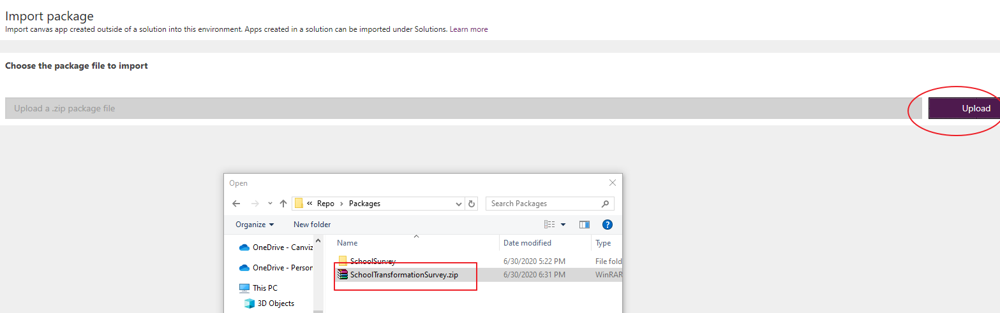 Import package
Import canvas app created outside of a solution into this environment. Apps created in a solution can be imported under Solutions. Learn more
Choose the package file to import
Upload a .zip package file
Upload
Open
« Repo › Packages
Search Packages
Organize
New folder
?
Name
Date modified
Type
OneDrive - Canviz
SchoolSurvey
6/30/2020 5:22 PM
File fold
OneDrive - Person
SchoolTransformationSurvey.zip
6/30/2020 6:31 PM
WinRAR
This PC
3D Objects